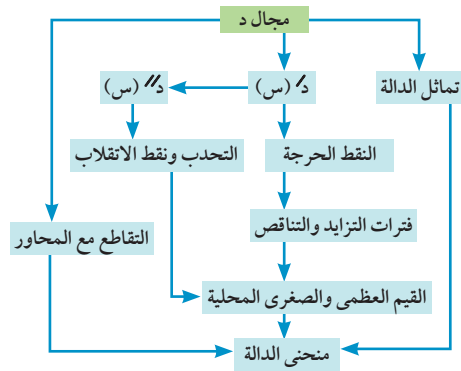 مجال د
تماثل الدالة
د/ (س)
د// (س)
النقط الحرجة
التحدب ونقط الانقلاب
فترات التزايد والتناقص
التقاطع مع المحاور
القيم العظمى والصغرى المحلية
منحنى الدالة